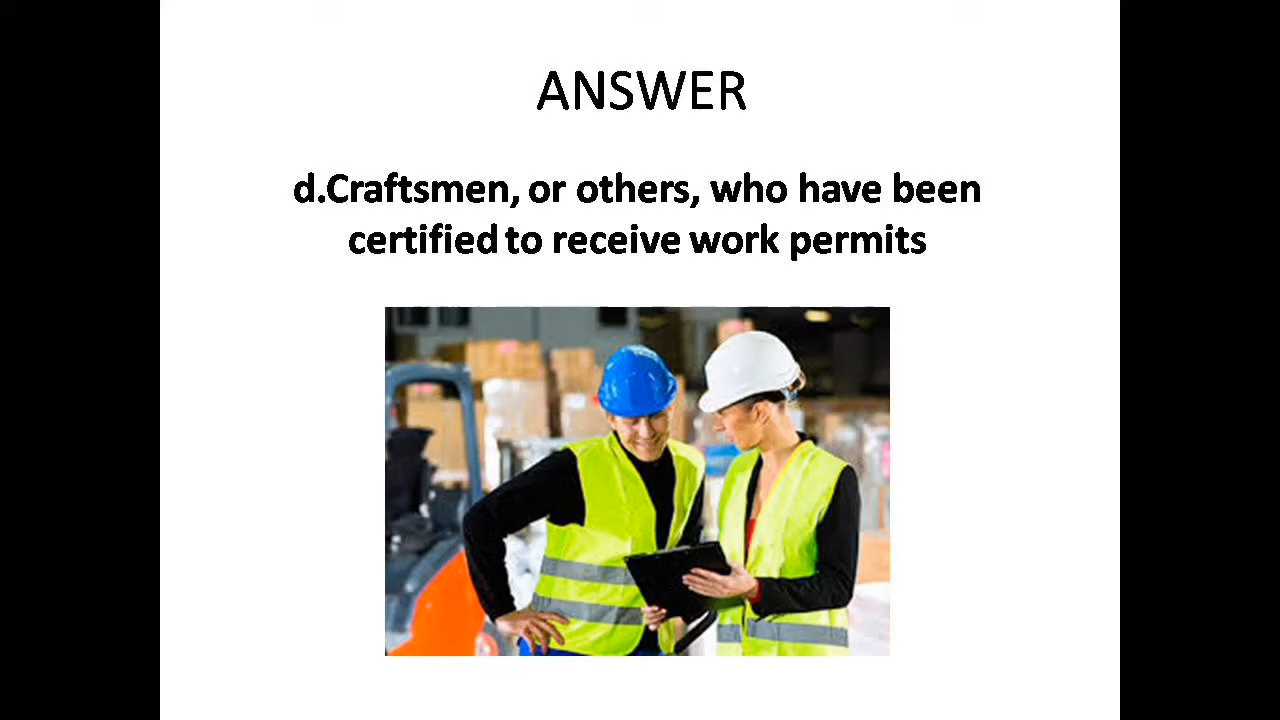 ANSWER
d.Craftsmen, or others, who have been
certified to receive work permits